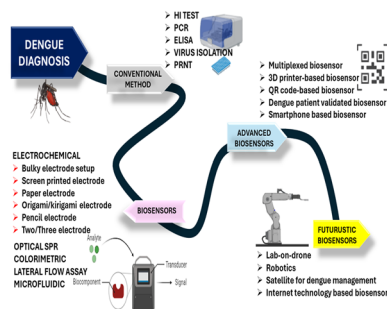 DENGUE
DIAGNOSIS
CONVENTIONAL
METHOD
HI TEST
PCR
ELISA
VIRUS ISOLATION
PRNT
Multiplexed biosensor
3D printer-based biosensor
QR code-based biosensor
Dengue patient validated biosensor
Smartphone based biosensor
ADVANCED
BIOSENSORS
ELECTROCHEMICAL
Bulky electrode setup
Screen printed electrode
Paper electrode
Origami/kirigami electrode
Pencil electrode
Two/Three electrode
OPTICAL SPR
COLORIMETRIC
LATERAL FLOW ASSAY
MICROFLUIDIC
BIOSENSORS
Analyte
Transducer
Biocomponent
Signal
FUTURISTIC
BIOSENSORS
Lab-on-drone
Robotics
Satellite for dengue management
Internet technology based biosensor